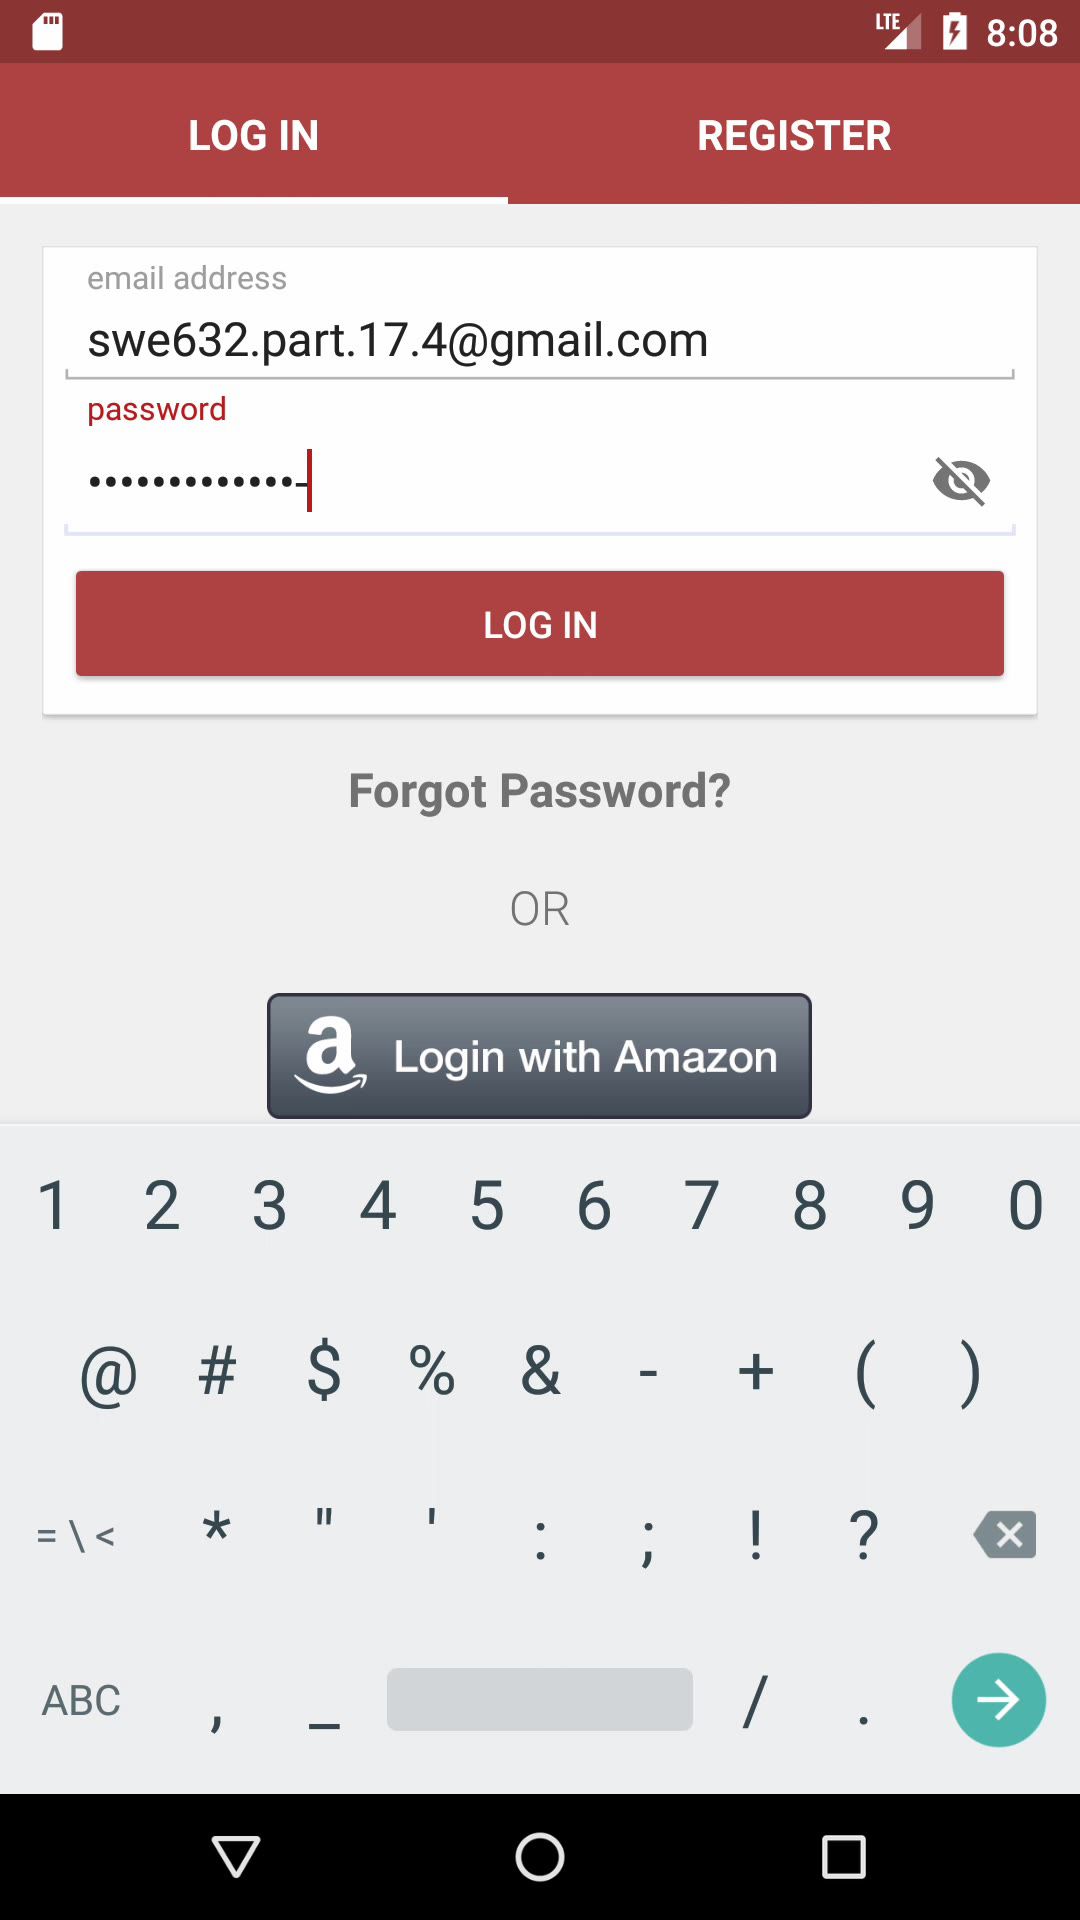 LTE 8:08
LOG IN REGISTER
email address
swe632.part.17.4@gmail.com
password
•••••••••••••-
LOG IN
Forgot Password?
OR
a Login with Amazon
1 2 3 4 5 6 7 8 9 0
@ # $ % & - + ( )
= \ < * " ' : ; ! ?
ABC , _ / .